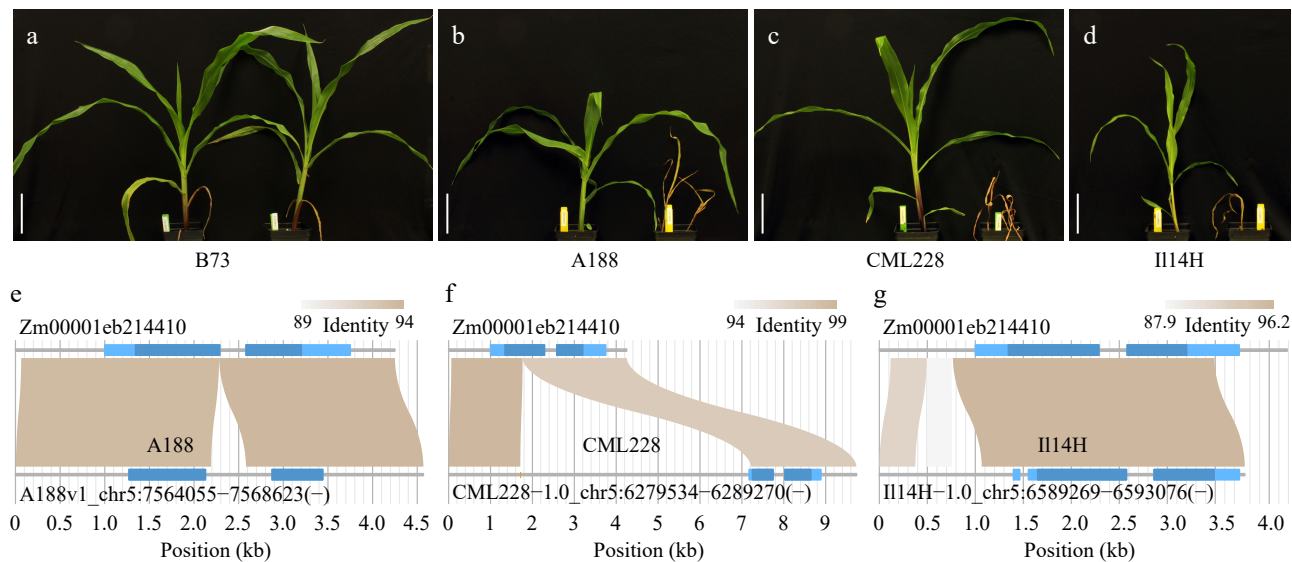 a
b
c
d
B73
A188
CML228
Il14H
e
89 Identity 94
Zm00001eb214410
A188
A188v1_chr5:7564055−7568623(−)
0 0.5 1.0 1.5 2.0 2.5 3.0 3.5 4.0 4.5
Position (kb)
f
94 Identity 99
Zm00001eb214410
CML228
CML228−1.0_chr5:6279534−6289270(−)
0 1 2 3 4 5 6 7 8 9
Position (kb)
g
87.9 Identity 96.2
Zm00001eb214410
Il14H
Il14H−1.0_chr5:6589269−6593076(−)
0 0.5 1.0 1.5 2.0 2.5 3.0 3.5 4.0
Position (kb)